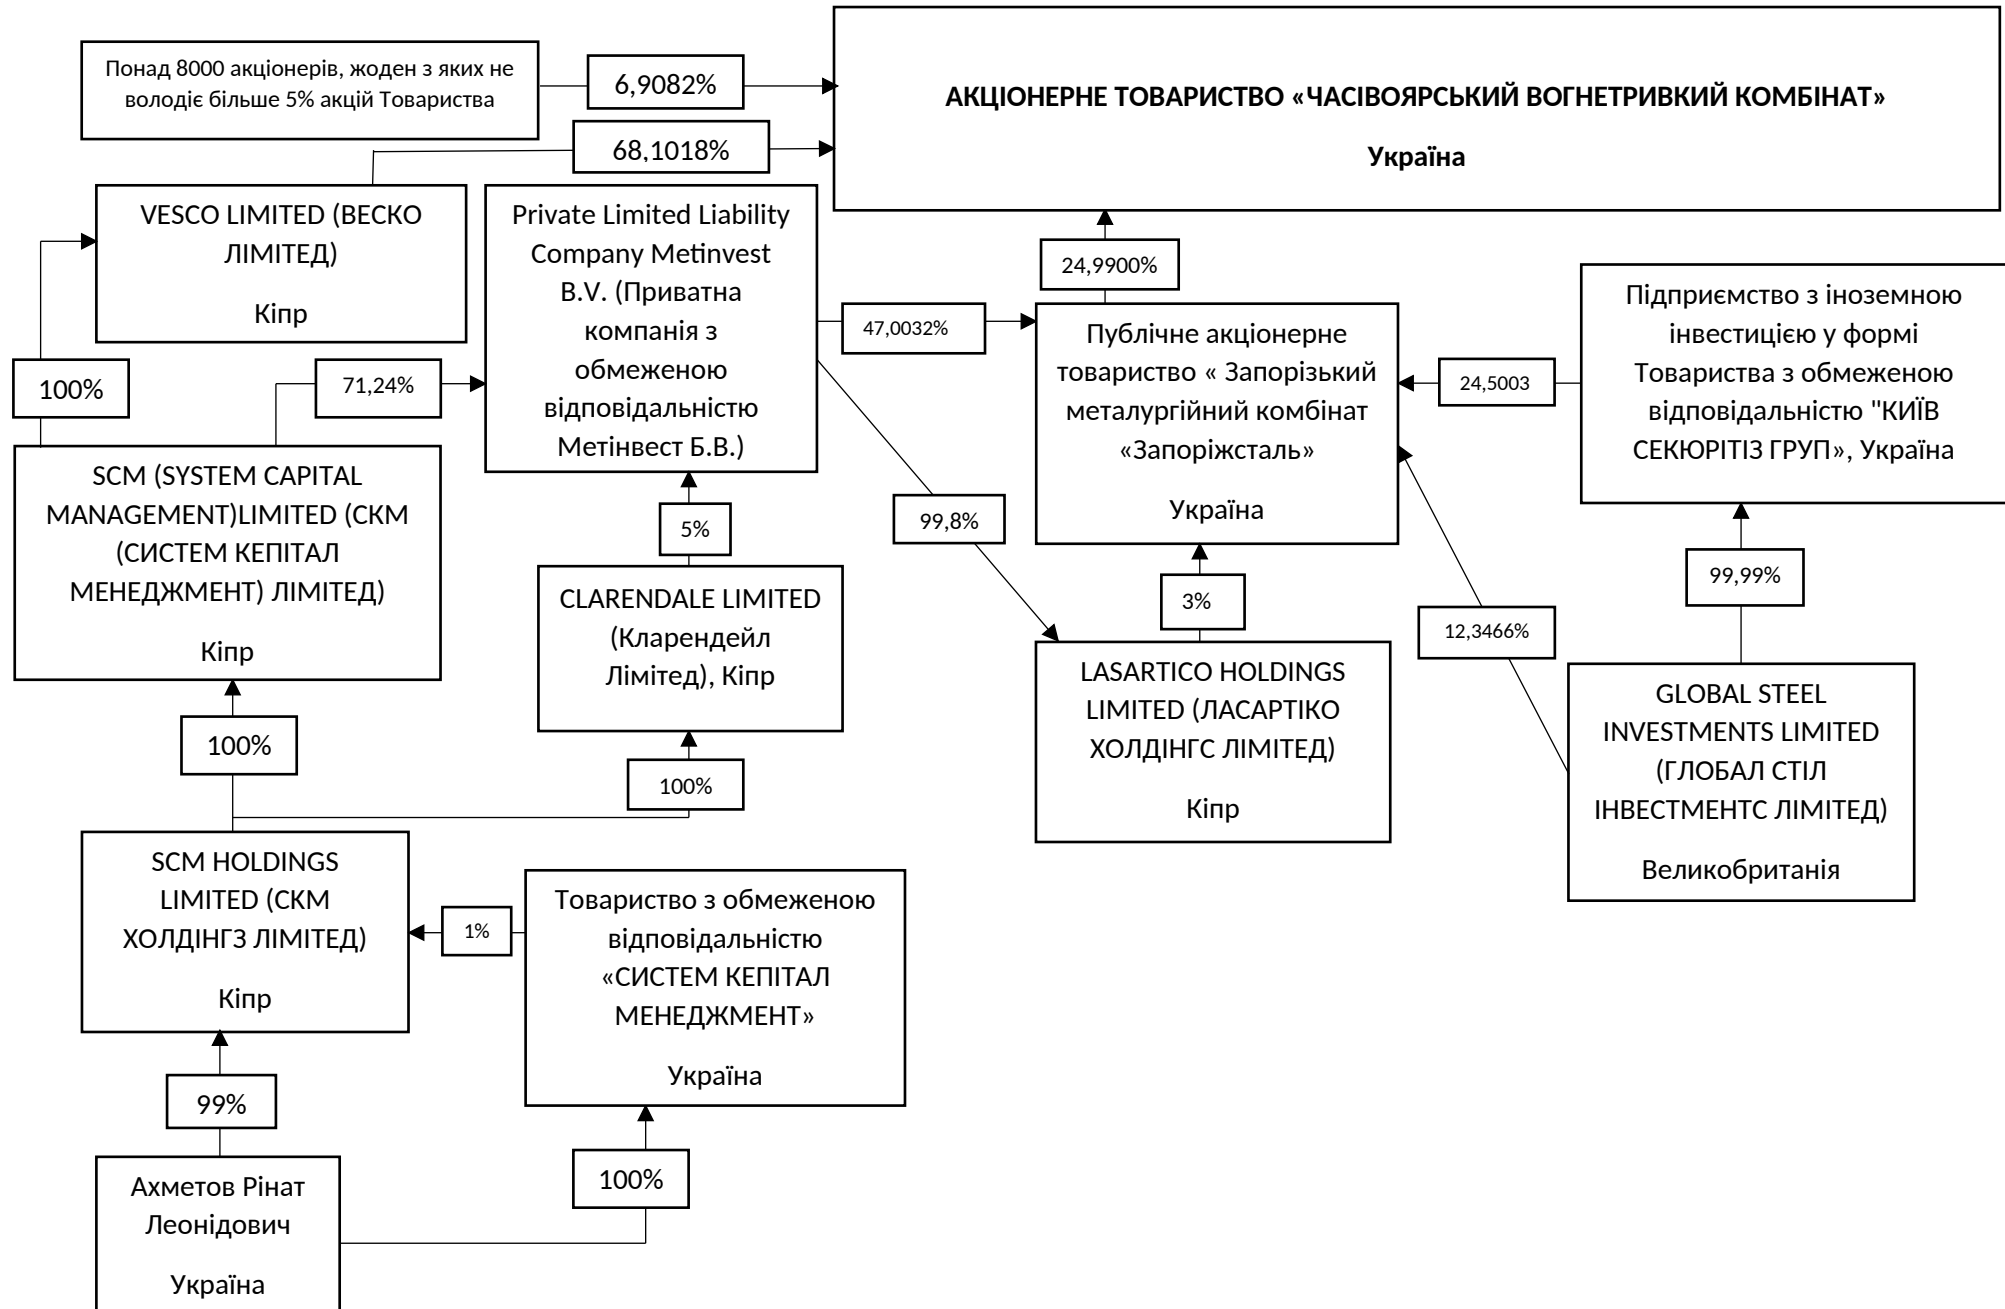 Понад 8000 акціонерів, жоден з яких не
володіє більше 5% акцій Товариства
6,9082%
68,1018%
АКЦІОНЕРНЕ ТОВАРИСТВО «ЧАСІВОЯРСЬКИЙ ВОГНЕТРИВКИЙ КОМБІНАТ»
Україна
VESCO LIMITED (ВЕСКО
ЛІМІТЕД)
Кіпр
Private Limited Liability
Company Metinvest
B.V. (Приватна
компанія з
обмеженою
відповідальністю
Метінвест Б.В.)
24,9900%
47,0032%
Публічне акціонерне
товариство « Запорізький
металургійний комбінат
«Запоріжсталь»
Україна
24,5003
Підприємство з іноземною
інвестицією у формі
Товариства з обмеженою
відповідальністю "КИЇВ
СЕКЮРІТІЗ ГРУП», Україна
100%
71,24%
SCM (SYSTEM CAPITAL
MANAGEMENT)LIMITED (СКМ
(СИСТЕМ КЕПІТАЛ
МЕНЕДЖМЕНТ) ЛІМІТЕД)
Кіпр
5%
99,8%
3%
12,3466%
99,99%
CLARENDALE LIMITED
(Кларендейл
Лімітед), Кіпр
LASARTICO HOLDINGS
LIMITED (ЛАСАРТІКО
ХОЛДІНГС ЛІМІТЕД)
Кіпр
GLOBAL STEEL
INVESTMENTS LIMITED
(ГЛОБАЛ СТІЛ
ІНВЕСТМЕНТС ЛІМІТЕД)
Великобританія
100%
100%
SCM HOLDINGS
LIMITED (СКМ
ХОЛДІНГЗ ЛІМІТЕД)
Кіпр
1%
Товариство з обмеженою
відповідальністю
«СИСТЕМ КЕПІТАЛ
МЕНЕДЖМЕНТ»
Україна
99%
100%
Ахметов Рінат
Леонідович
Україна